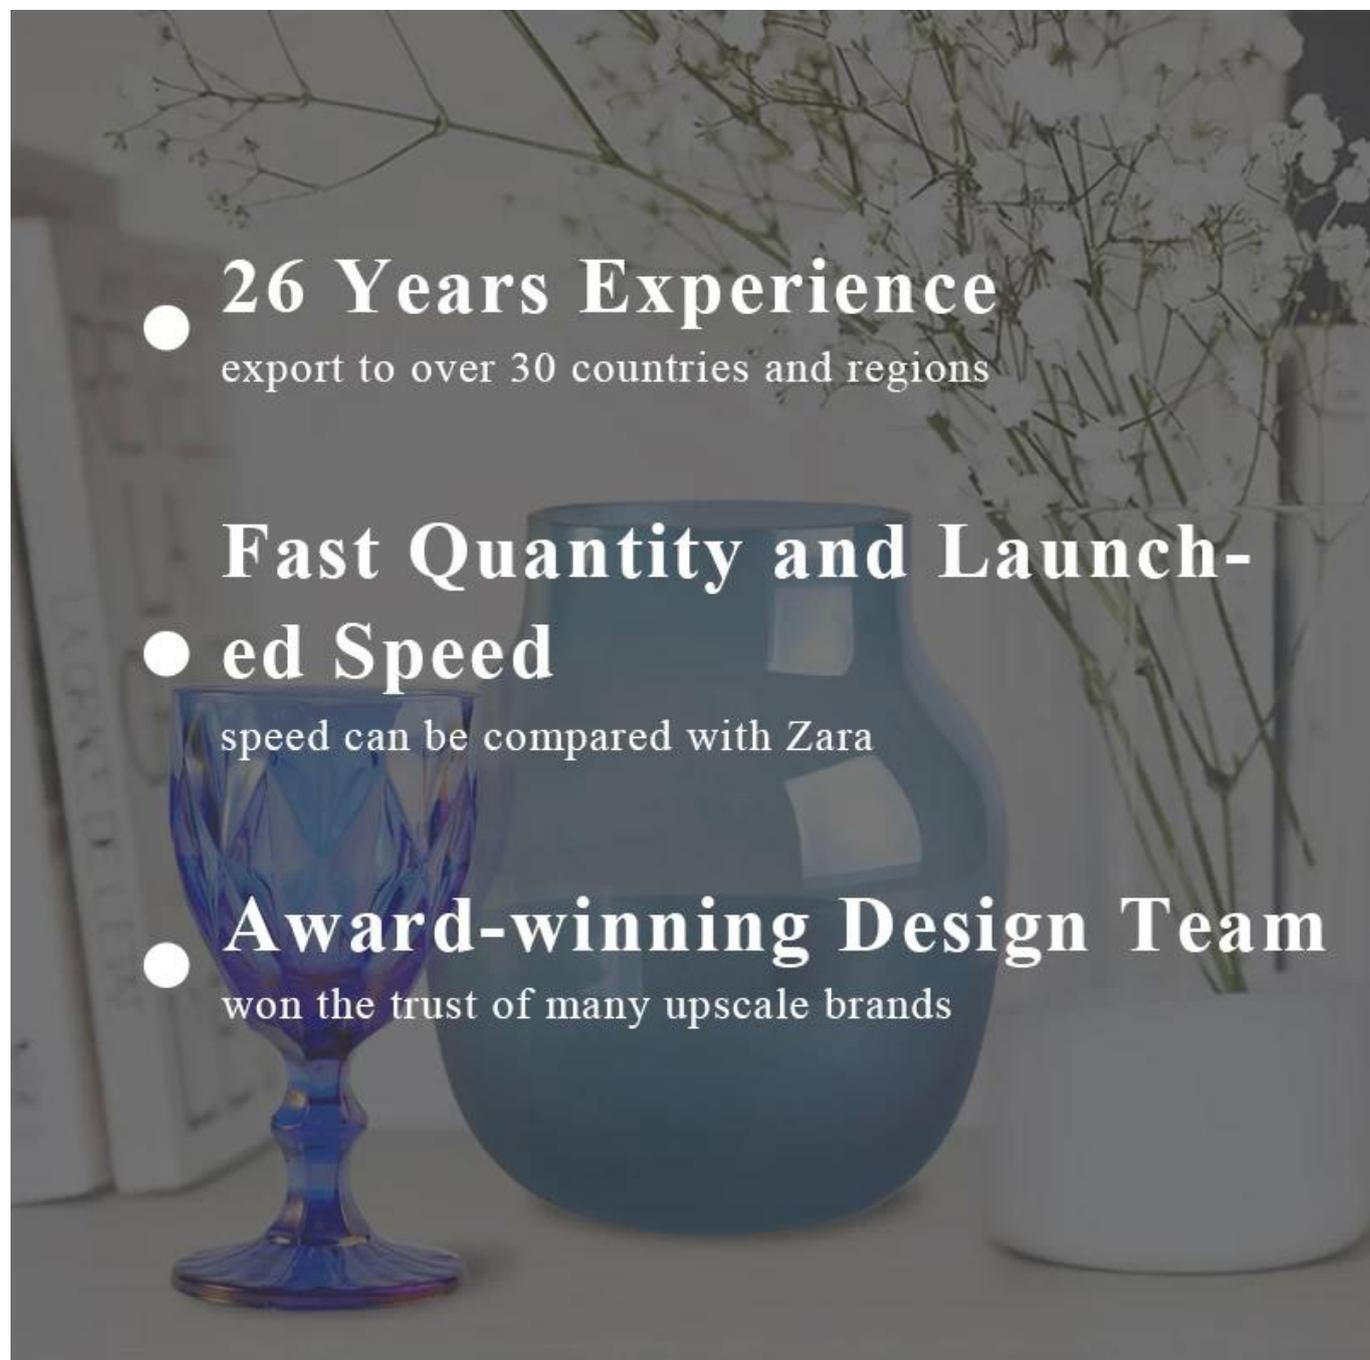 26 Years Experience
export to over 30 countries and regions
Fast Quantity and Launch-
ed Speed
speed can be compared with Zara
Award-winning Design Team
won the trust of many upscale brands